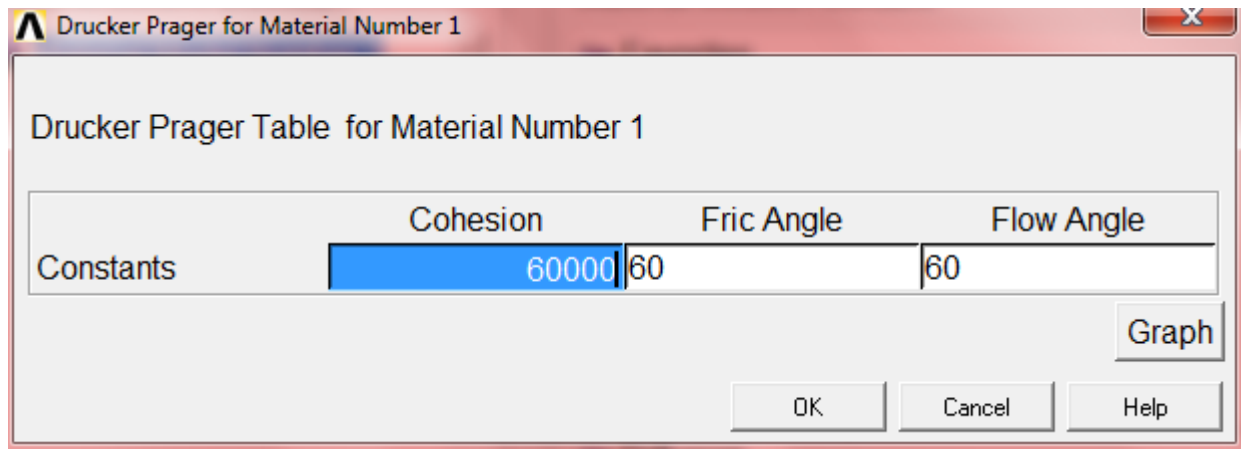 Drucker Prager for Material Number 1
X
Drucker Prager Table for Material Number 1
Cohesion Fric Angle Flow Angle
Constants 60000 60 60
Graph
OK Cancel Help